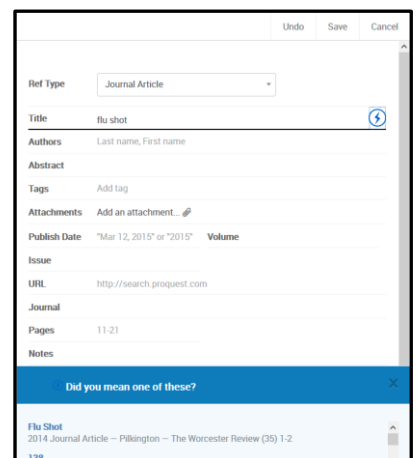 Undo Save Cancel
Ref Type Journal Article
Title flu shot
Authors Last name, First name
Abstract
Tags Add tag
Attachments Add an attachment...
Publish Date "Mar 12, 2015" or "2015" Volume
Issue
URL http://search.proquest.com
Journal
Pages 11-21
Notes
Did you mean one of these?
Flu Shot
2014 Journal Article — Pilkington — The Worcester Review (35) 1-2